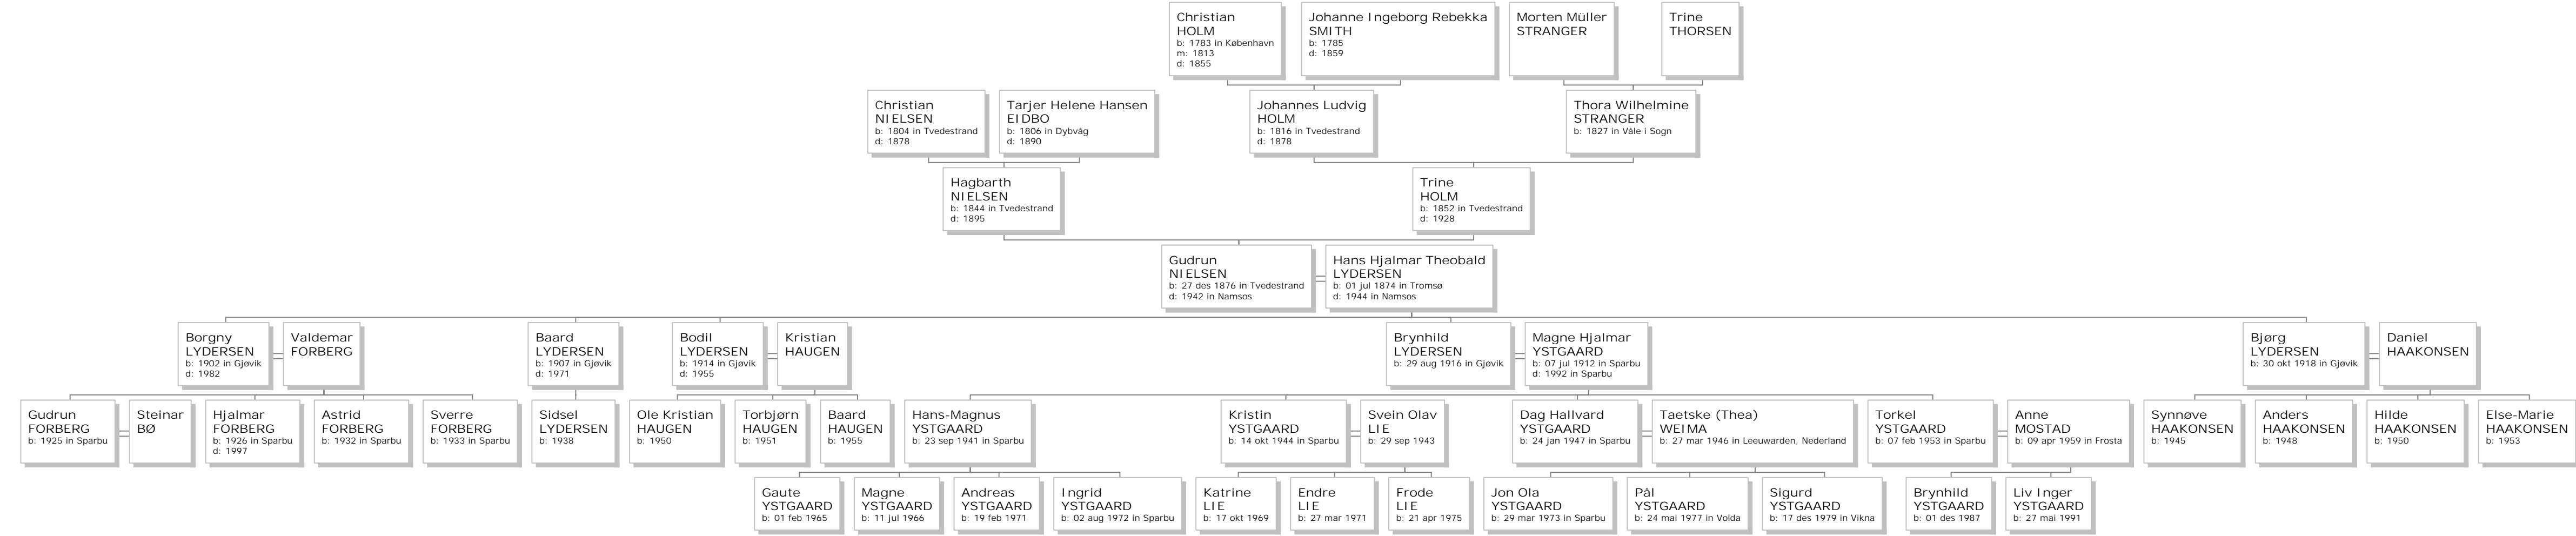 Christian
HOLM
b: 1783 in København
m: 1813
d: 1855
Johanne Ingeborg Rebekka
SMITH
b: 1785
d: 1859
Morten Müller
STRANGER
Trine
THORSEN
Christian
NIELSEN
b: 1804 in Tvedestrand
d: 1878
Tarjer Helene Hansen
EIDBO
b: 1806 in Dybvåg
d: 1890
Johannes Ludvig
HOLM
b: 1816 in Tvedestrand
d: 1878
Thora Wilhelmine
STRANGER
b: 1827 in Våle i Sogn
Hagbarth
NIELSEN
b: 1844 in Tvedestrand
d: 1895
Trine
HOLM
b: 1852 in Tvedestrand
d: 1928
Gudrun
NIELSEN
b: 27 des 1876 in Tvedestrand
d: 1942 in Namsos
Hans Hjalmar Theobald
LYDERSEN
b: 01 jul 1874 in Tromsø
d: 1944 in Namsos
Borgny
LYDERSEN
b: 1902 in Gjøvik
d: 1982
Valdemar
FORBERG
Baard
LYDERSEN
b: 1907 in Gjøvik
d: 1971
Bodil
LYDERSEN
b: 1914 in Gjøvik
d: 1955
Kristian
HAUGEN
Brynhild
LYDERSEN
b: 29 aug 1916 in Gjøvik
Magne Hjalmar
YSTGAARD
b: 07 jul 1912 in Sparbu
d: 1992 in Sparbu
Bjørg
LYDERSEN
b: 30 okt 1918 in Gjøvik
Daniel
HAAKONSEN
Gudrun
FORBERG
b: 1925 in Sparbu
Steinar
BØ
Hjalmar
FORBERG
b: 1926 in Sparbu
d: 1997
Astrid
FORBERG
b: 1932 in Sparbu
Sverre
FORBERG
b: 1933 in Sparbu
Sidsel
LYDERSEN
b: 1938
Ole Kristian
HAUGEN
b: 1950
Torbjørn
HAUGEN
b: 1951
Baard
HAUGEN
b: 1955
Hans-Magnus
YSTGAARD
b: 23 sep 1941 in Sparbu
Kristin
YSTGAARD
b: 14 okt 1944 in Sparbu
Svein Olav
LIE
b: 29 sep 1943
Dag Hallvard
YSTGAARD
b: 24 jan 1947 in Sparbu
Taetske (Thea)
WEIMA
b: 27 mar 1946 in Leeuwarden, Nederland
Torkel
YSTGAARD
b: 07 feb 1953 in Sparbu
Anne
MOSTAD
b: 09 apr 1959 in Frosta
Synnøve
HAAKONSEN
b: 1945
Anders
HAAKONSEN
b: 1948
Hilde
HAAKONSEN
b: 1950
Else-Marie
HAAKONSEN
b: 1953
Gaute
YSTGAARD
b: 01 feb 1965
Magne
YSTGAARD
b: 11 jul 1966
Andreas
YSTGAARD
b: 19 feb 1971
Ingrid
YSTGAARD
b: 02 aug 1972 in Sparbu
Katrine
LIE
b: 17 okt 1969
Endre
LIE
b: 27 mar 1971
Frode
LIE
b: 21 apr 1975
Jon Ola
YSTGAARD
b: 29 mar 1973 in Sparbu
Pål
YSTGAARD
b: 24 mai 1977 in Volda
Sigurd
YSTGAARD
b: 17 des 1979 in Vikna
Brynhild
YSTGAARD
b: 01 des 1987
Liv Inger
YSTGAARD
b: 27 mai 1991